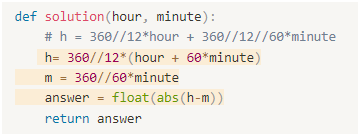 def solution(hour, minute):
# h = 360//12*hour + 360//12//60*minute
h= 360//12*(hour + 60*minute)
m = 360//60*minute
answer = float(abs(h-m))
return answer